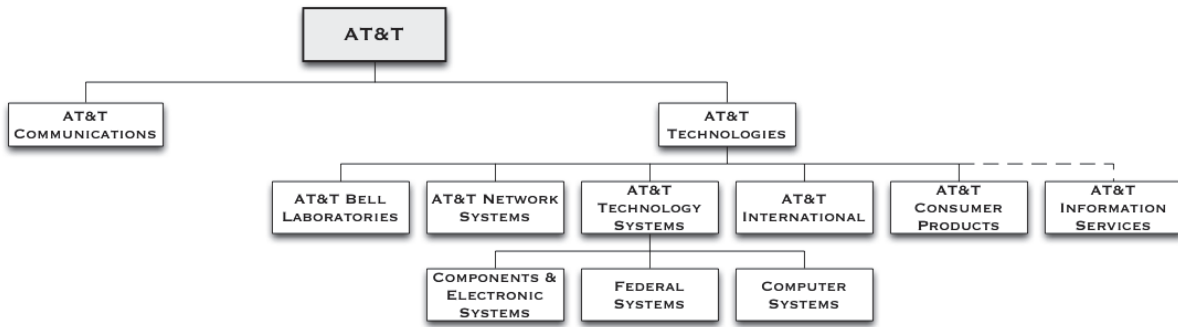 AT&T
AT&T
COMMUNICATIONS
AT&T
TECHNOLOGIES
AT&T BELL
LABORATORIES
AT&T NETWORK
SYSTEMS
AT&T
TECHNOLOGY
SYSTEMS
AT&T
INTERNATIONAL
AT&T
CONSUMER
PRODUCTS
AT&T
INFORMATION
SERVICES
COMPONENTS &
ELECTRONIC
SYSTEMS
FEDERAL
SYSTEMS
COMPUTER
SYSTEMS